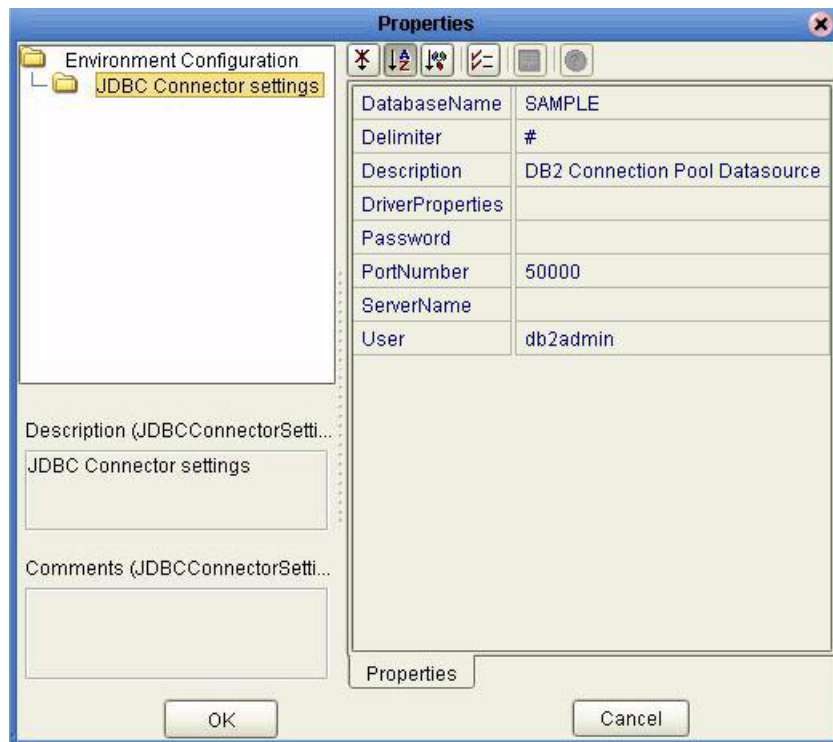 Properties
Environment Configuration
JDBC Connector settings
DatabaseName SAMPLE
Delimiter #
Description DB2 Connection Pool Datasource
DriverProperties
Password
PortNumber 50000
ServerName
User db2admin
Description (JDBCConnectorSetti...
JDBC Connector settings
Comments (JDBCConnectorSetti...
Properties
OK Cancel